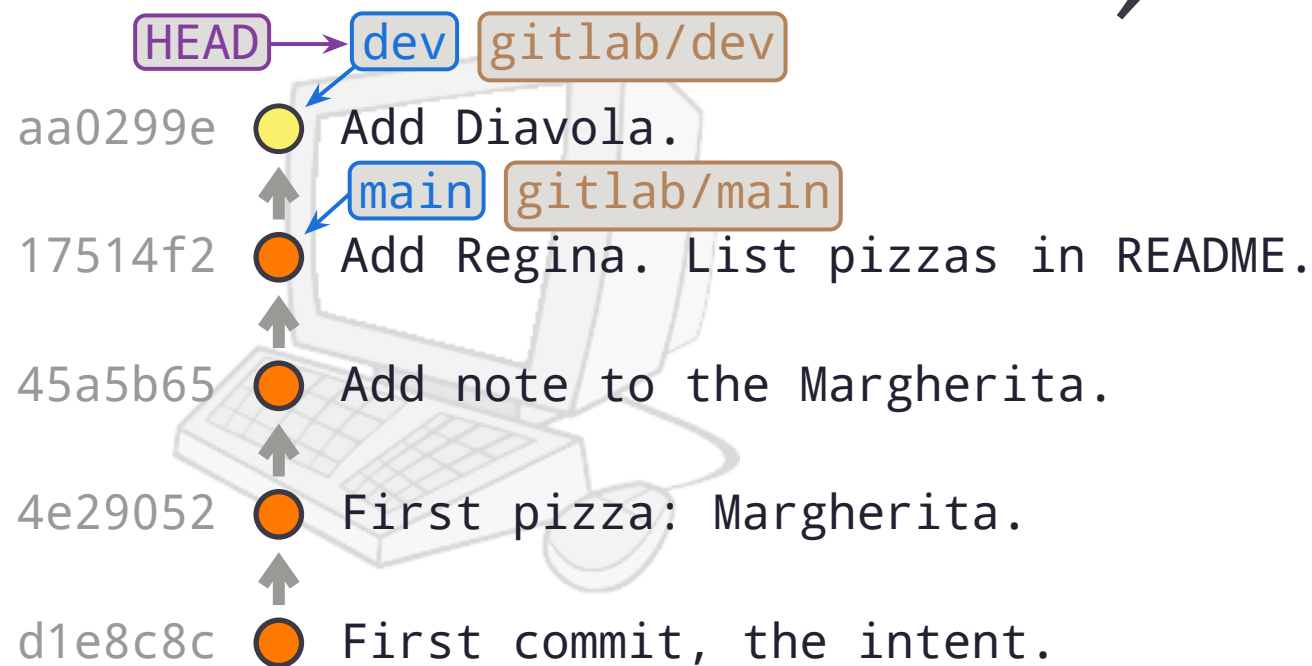 HEAD dev gitlab/dev
aa0299e Add Diavola.
main gitlab/main
17514f2 Add Regina. List pizzas in README.
45a5b65 Add note to the Margherita.
4e29052 First pizza: Margherita.
d1e8c8c First commit, the intent.